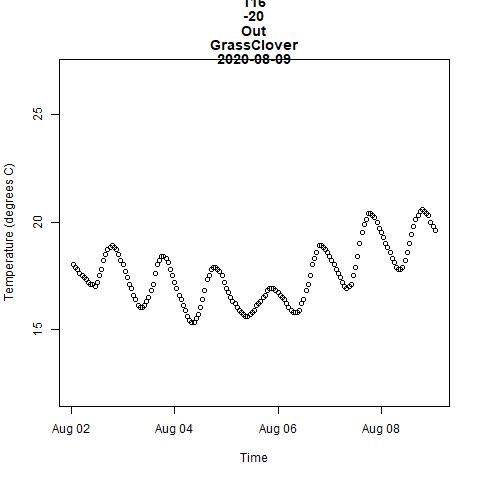 T16
-20
Out
GrassClover
2020-08-09
25
20
15
Temperature (degrees C)
Aug 02
Aug 04
Aug 06
Aug 08
Time